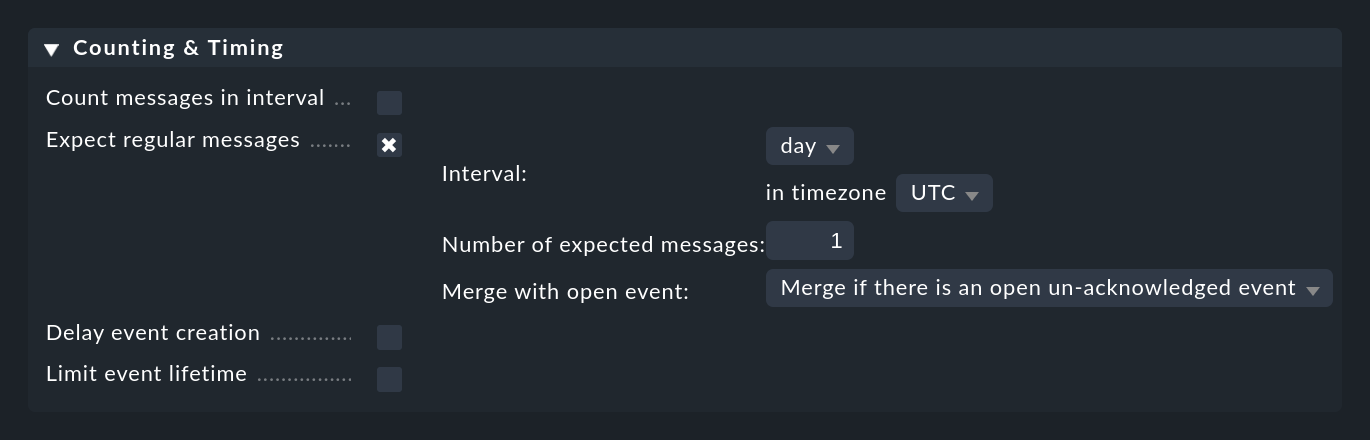 Counting & Timing
Count messages in interval ...
Expect regular messages .......
Interval:
day
in timezone UTC
Number of expected messages: 1
Merge with open event: Merge if there is an open un-acknowledged event
Delay event creation ..............
Limit event lifetime ................